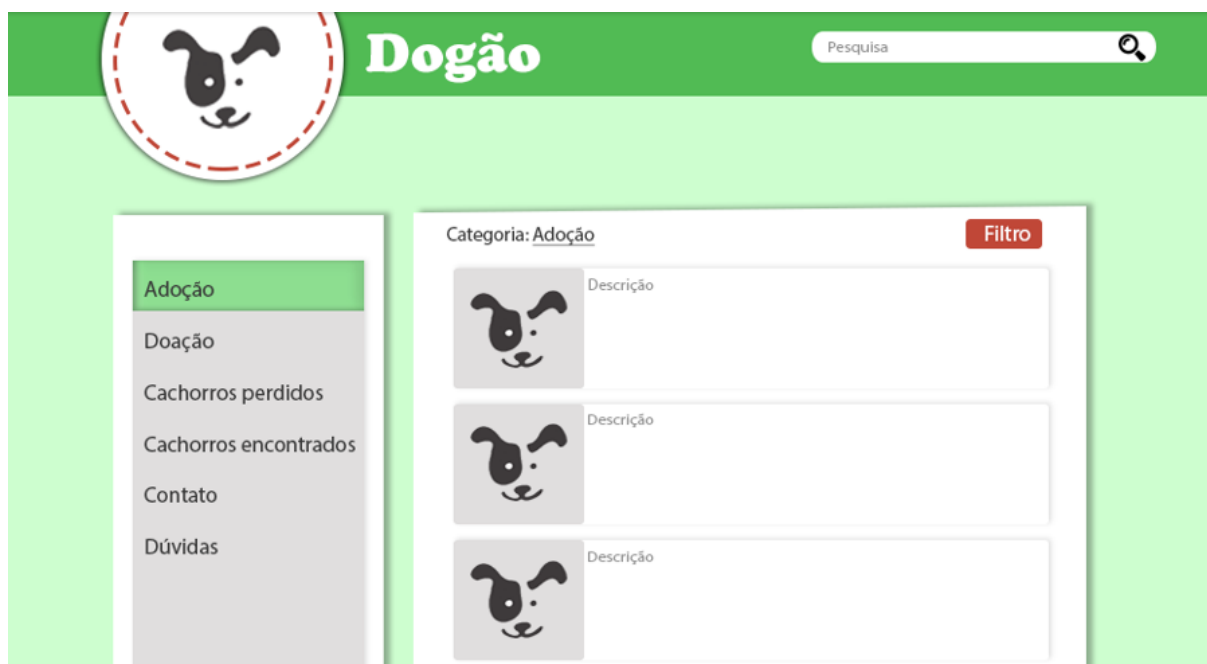 Dogão
Pesquisa
Adoção
Doação
Cachorros perdidos
Cachorros encontrados
Contato
Dúvidas
Categoria: Adoção
Filtro
Descrição
Descrição
Descrição